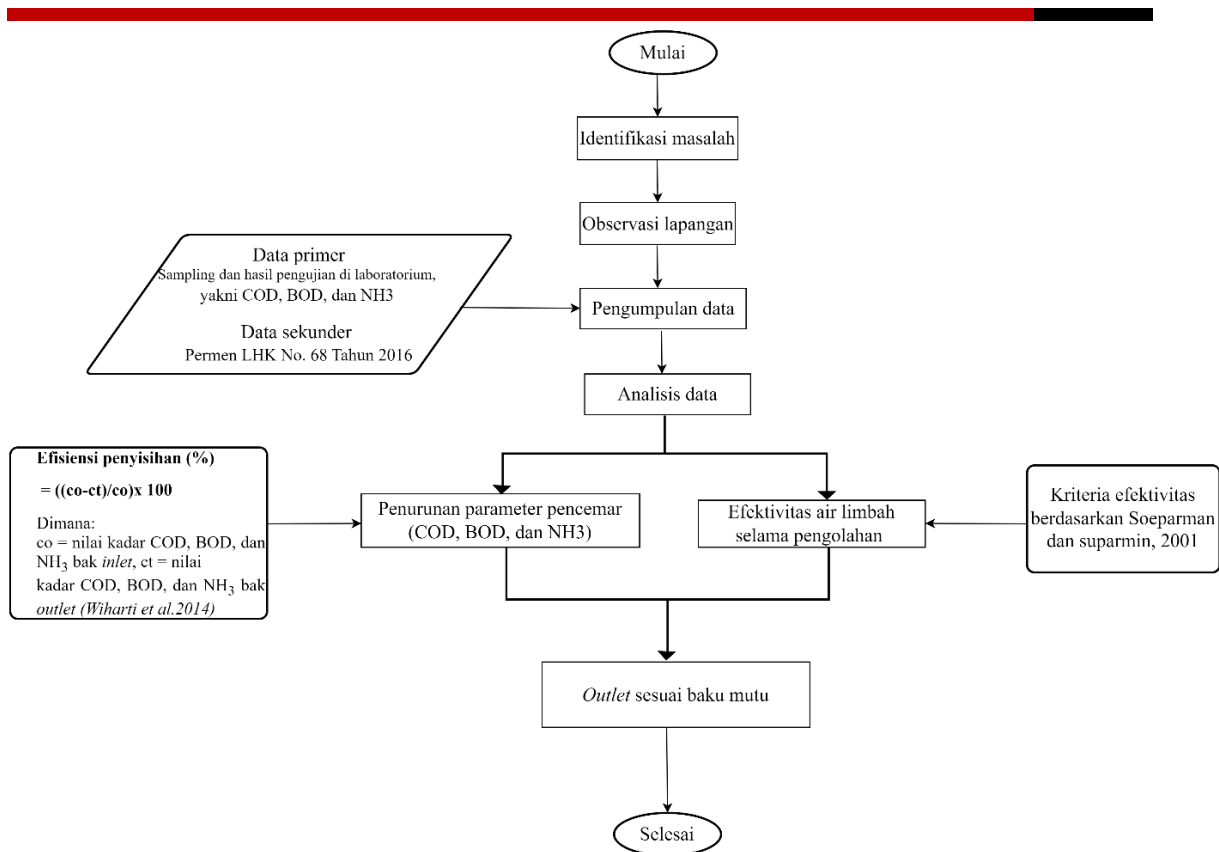 Mulai
Identifikasi masalah
Observasi lapangan
Data primer
Sampling dan hasil pengujian di laboratorium,
yakni COD, BOD, dan NH3
Data sekunder
Permen LHK No. 68 Tahun 2016
Pengumpulan data
Analisis data
Efisiensi penyisihan (%)
= ((co-ct)/co)x 100
Dimana:
co = nilai kadar COD, BOD, dan
NH₃ bak inlet, ct = nilai
kadar COD, BOD, dan NH₃ bak
outlet (Wiharti et al.2014)
Penurunan parameter pencemar
(COD, BOD, dan NH3)
Efektivitas air limbah
selama pengolahan
Kriteria efektivitas
berdasarkan Soeparman
dan suparmin, 2001
Outlet sesuai baku mutu
Selesai